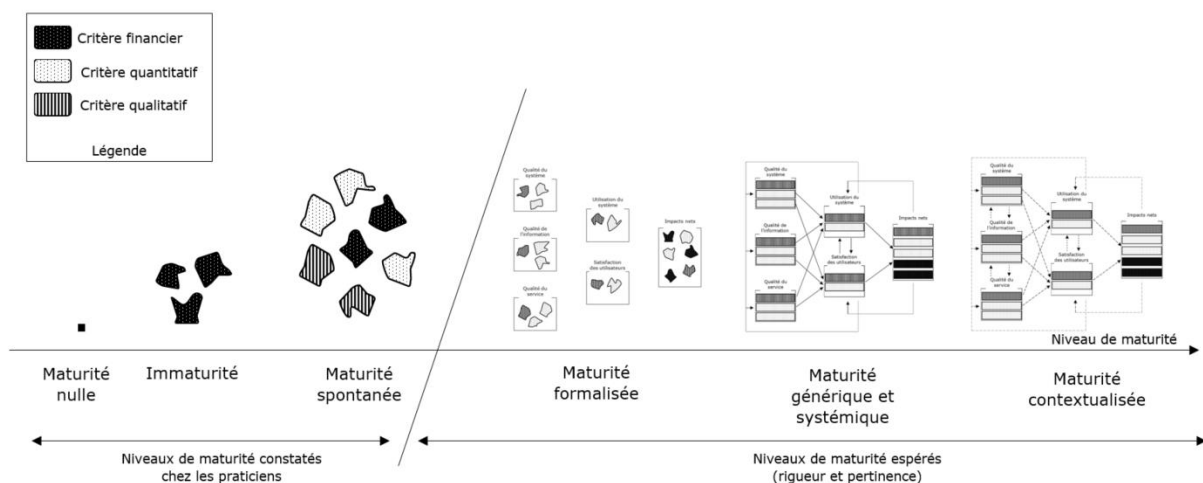 Critère financier
Critère quantitatif
Critère qualitatif
Légende
Qualité du
système
Qualité de
l'information
Qualité du
service
Utilisation du
système
Satisfaction
des utilisateurs
Impacts nets
Qualité du
système
Qualité de
l'information
Qualité du
service
Utilisation du
système
Satisfaction
des utilisateurs
Impacts nets
Qualité du
système
Qualité de
l'information
Qualité du
service
Utilisation du
système
Satisfaction
des utilisateurs
Impacts nets
Niveau de maturité
Maturité
nulle
Immaturité
Maturité
spontanée
Maturité
formalisée
Maturité
générique et
systémique
Maturité
contextualisée
Niveaux de maturité constatés
chez les praticiens
Niveaux de maturité espérés
(rigueur et pertinence)